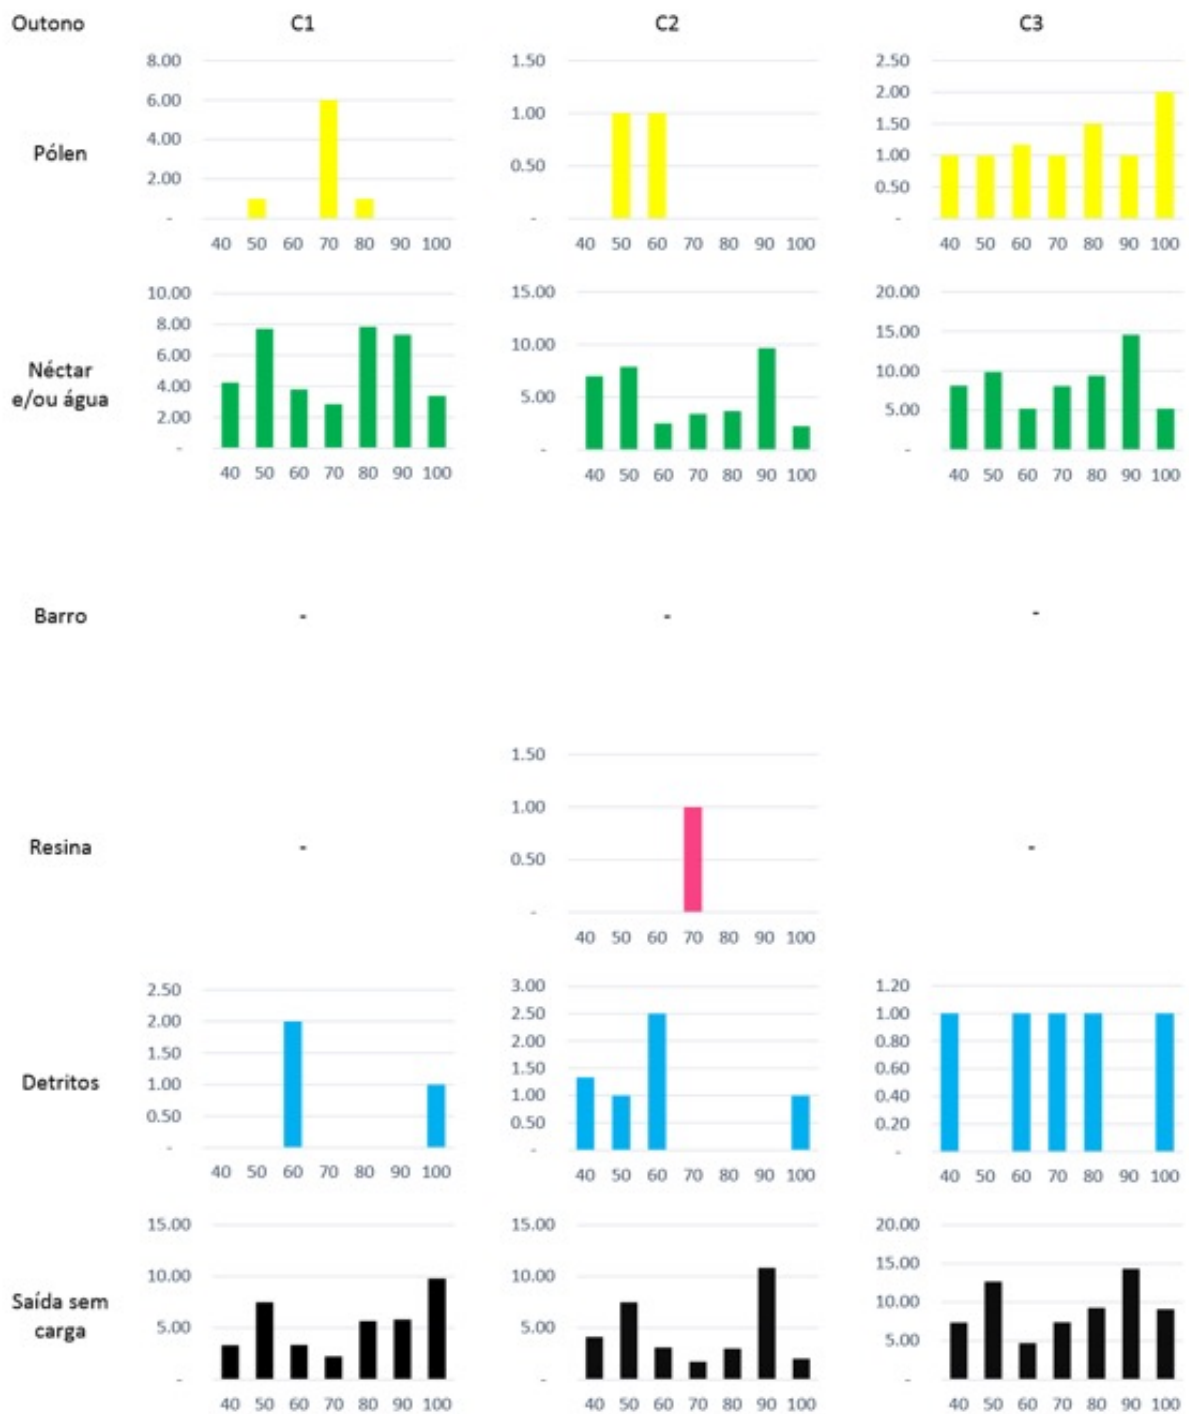 Outono C1 C2 C3
8.00 1.50 2.50
6.00 2.00
4.00 1.00 1.50
Pólen
2.00 0.50 1.00
0.50
- - -
40 50 60 70 80 90 100 40 50 60 70 80 90 100 40 50 60 70 80 90 100
10.00 15.00 20.00
8.00 15.00
6.00 10.00
Néctar
e/ou água
4.00 5.00 10.00
2.00 5.00
- - -
40 50 60 70 80 90 100 40 50 60 70 80 90 100 40 50 60 70 80 90 100
Barro - - -
1.50
1.00
Resina - -
0.50
-
40 50 60 70 80 90 100
2.50 3.00 1.20
2.00 2.50 1.00
1.50 2.00 0.80
Detritos
1.00 1.50 0.60
0.50 1.00 0.40
0.50 0.20
- - -
40 50 60 70 80 90 100 40 50 60 70 80 90 100 40 50 60 70 80 90 100
15.00 15.00 20.00
10.00 10.00 15.00
Saída sem
carga
5.00 5.00 10.00
5.00
- - -
40 50 60 70 80 90 100 40 50 60 70 80 90 100 40 50 60 70 80 90 100